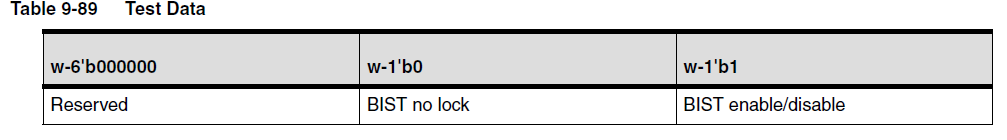 Table 9-89 Test Data
w-6'b000000 w-1'b0 w-1'b1
Reserved BIST no lock BIST enable/disable